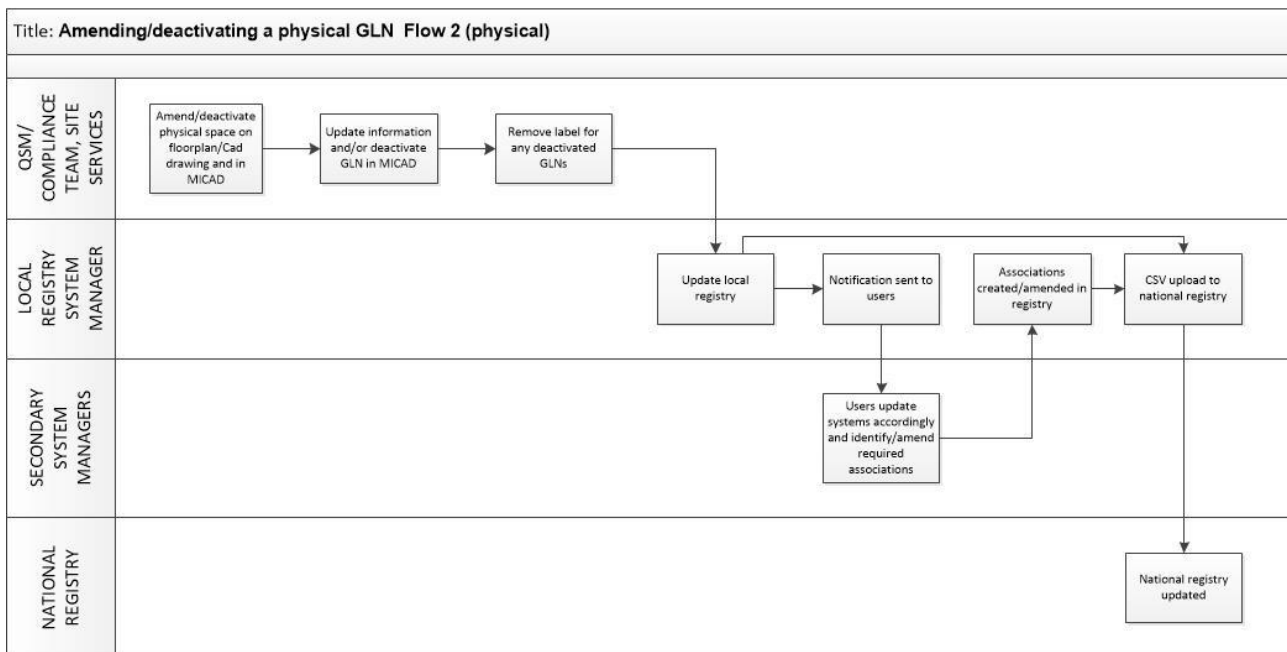 Title: Amending/deactivating a physical GLN Flow 2 (physical)
QSM/
COMPLIANCE
TEAM, SITE
SERVICES
Amend/deactivate
physical space on
floorplan/Cad
drawing and in
MICAD
Update information
and/or deactivate
GLN in MICAD
Remove label for
any deactivated
GLNs
LOCAL
REGISTRY
SYSTEM
MANAGER
Update local
registry
Notification sent to
users
Associations
created/amended in
registry
CSV upload to
national registry
SECONDARY
SYSTEM
MANAGERS
Users update
systems accordingly
and identify/amend
required
associations
NATIONAL
REGISTRY
National registry
updated